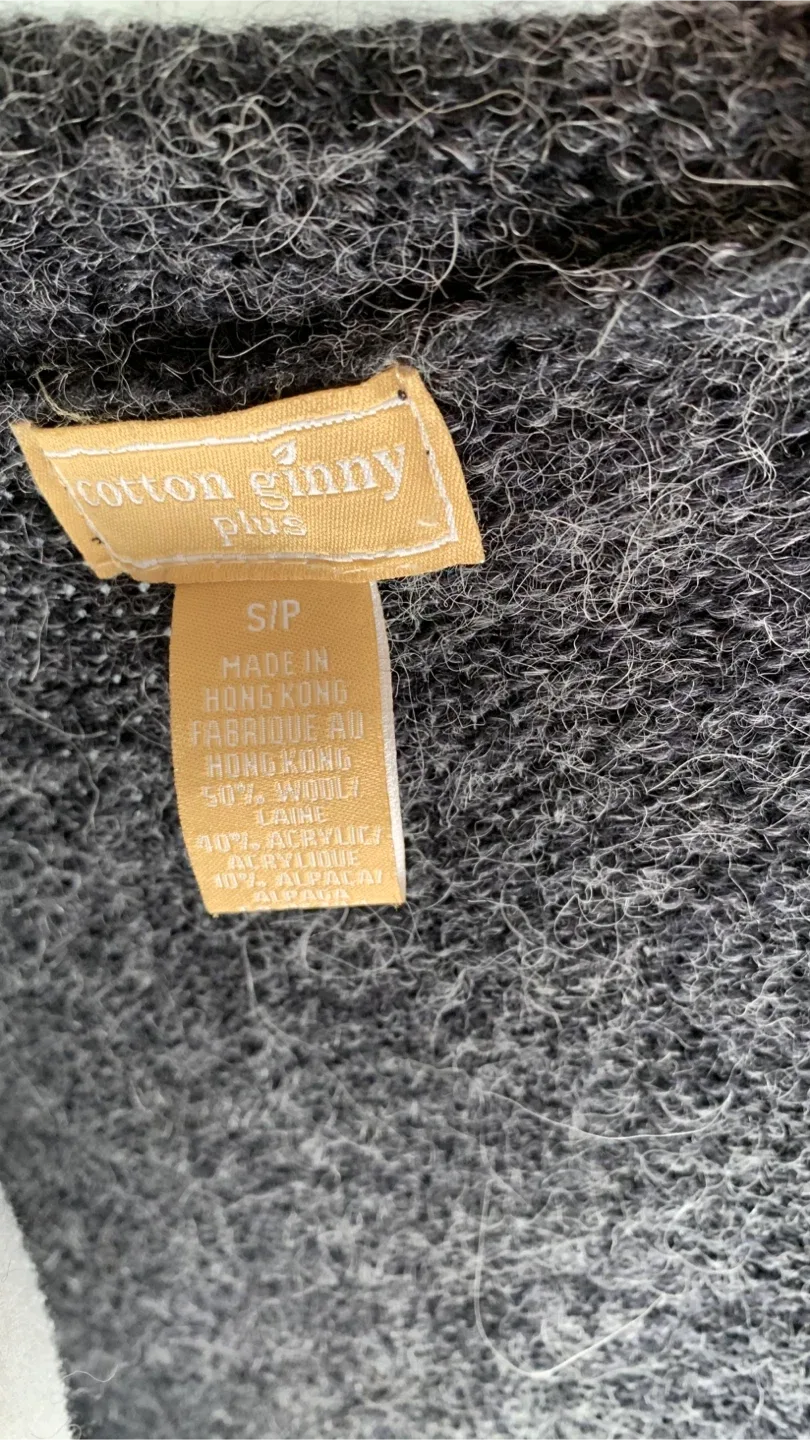 cotton ginny
plus
S/P
MADE IN
HONG KONG
FABRIQUE AU
HONG KONG
50% WOOL/
LAINE
40% ACRYLIC/
ACRYLIQUE
10% ALPACA/
ALPAGA